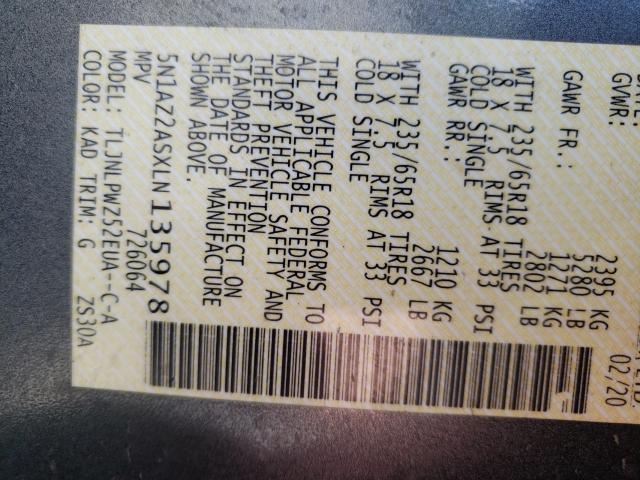 02/20
GVWR: 2395 KG
5280 LB
GAWR FR.: 1271 KG
2802 LB
WITH 235/65R18 TIRES
18 X 7.5 RIMS AT 33 PSI
COLD SINGLE
GAWR RR.: 1210 KG
2667 LB
WITH 235/65R18 TIRES
18 X 7.5 RIMS AT 33 PSI
COLD SINGLE
THIS VEHICLE CONFORMS TO
ALL APPLICABLE FEDERAL
MOTOR VEHICLE SAFETY AND
THEFT PREVENTION
STANDARDS IN EFFECT ON
THE DATE OF MANUFACTURE
SHOWN ABOVE.
5N1AZ2ASXLN135978
MPV 726064
MODEL: TLJNLPWZ52EUA--C-A
COLOR: KAD TRIM: G ZS30A